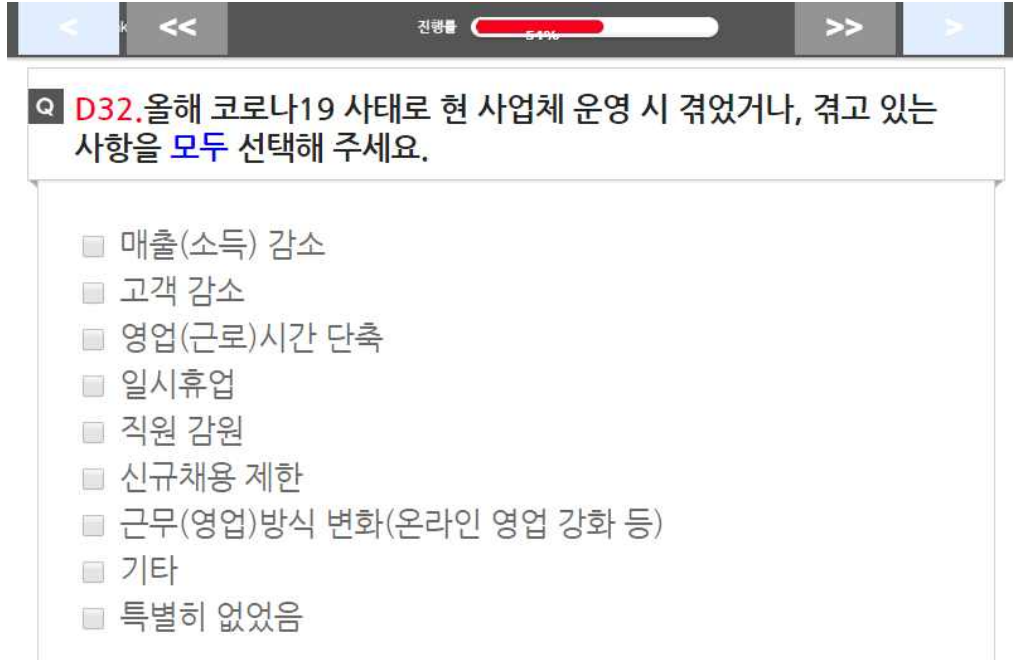 < k << 진행률 51% >> >
Q D32.올해 코로나19 사태로 현 사업체 운영 시 겪었거나, 겪고 있는
사항을 모두 선택해 주세요.
매출(소득) 감소
고객 감소
영업(근로)시간 단축
일시휴업
직원 감원
신규채용 제한
근무(영업)방식 변화(온라인 영업 강화 등)
기타
특별히 없었음